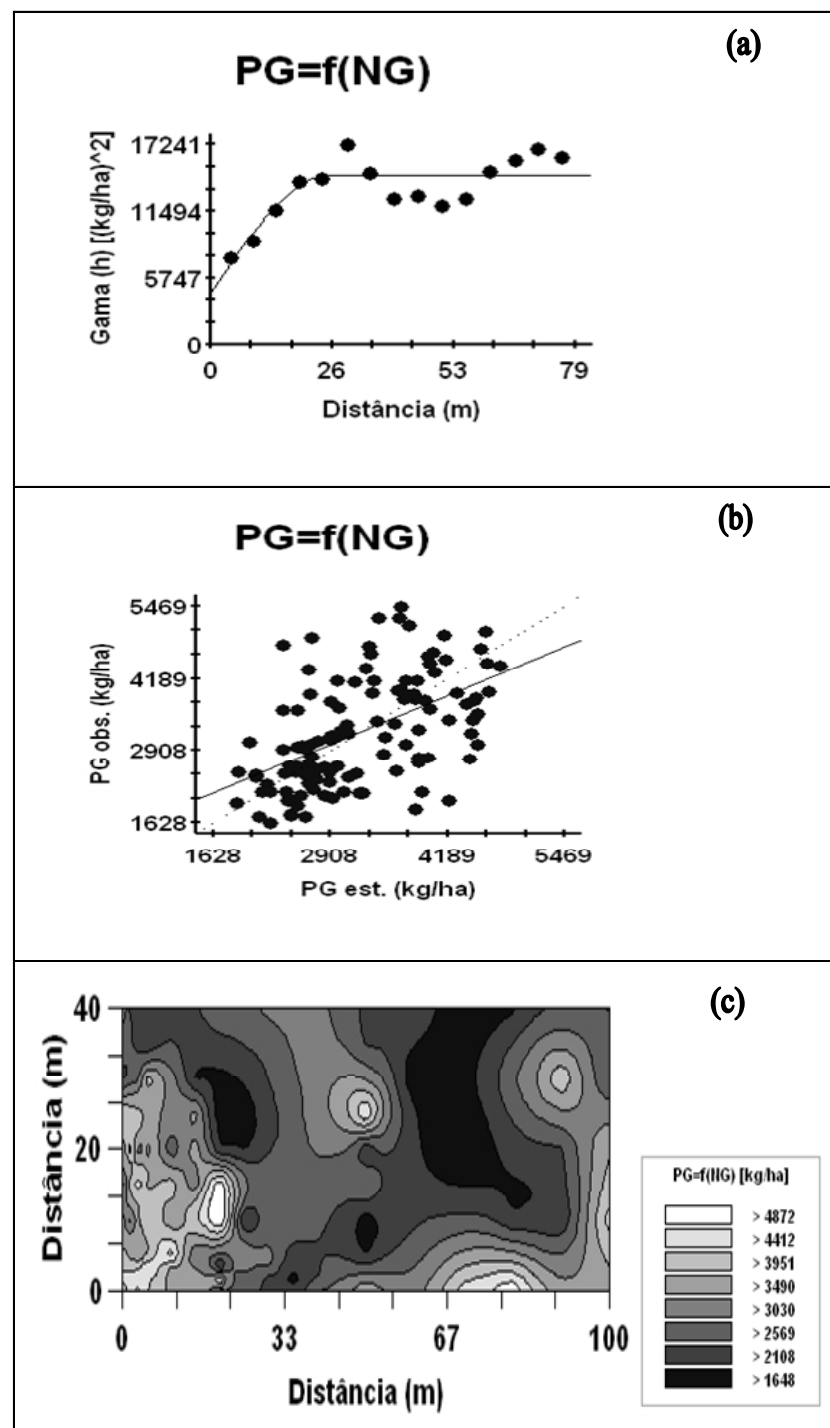 (a)
PG=f(NG)
Gama (h) [(kg/ha)^2]
17241
11494
5747
0
0 26 53 79
Distância (m)
(b)
PG=f(NG)
PG obs. (kg/ha)
5469
4189
2908
1628
1628 2908 4189 5469
PG est. (kg/ha)
(c)
Distância (m)
40
20
0
0 33 67 100
Distância (m)
PG=f(NG) [kg/ha]
> 4872
> 4412
> 3951
> 3490
> 3030
> 2569
> 2108
> 1648